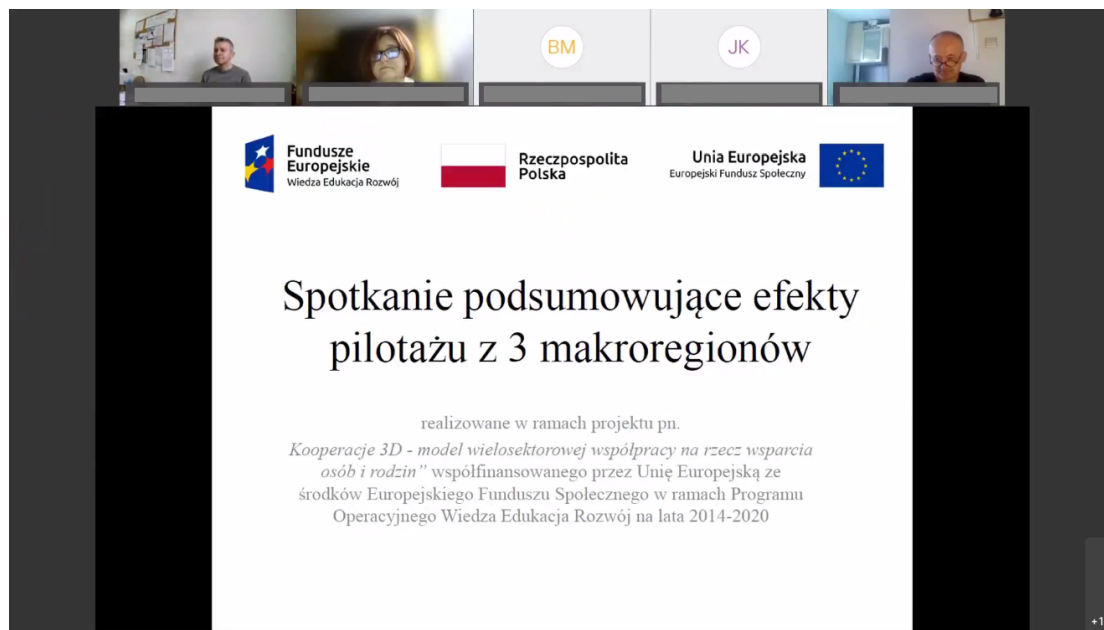 BM
JK
Fundusze
Europejskie
Wiedza Edukacja Rozwój
Rzeczpospolita
Polska
Unia Europejska
Europejski Fundusz Społeczny
Spotkanie podsumowujące efekty
pilotażu z 3 makroregionów
realizowane w ramach projektu pn.
Kooperacje 3D - model wielosektorowej współpracy na rzecz wsparcia
osób i rodzin” współfinansowanego przez Unię Europejską ze
środków Europejskiego Funduszu Społecznego w ramach Programu
Operacyjnego Wiedza Edukacja Rozwój na lata 2014-2020
+1